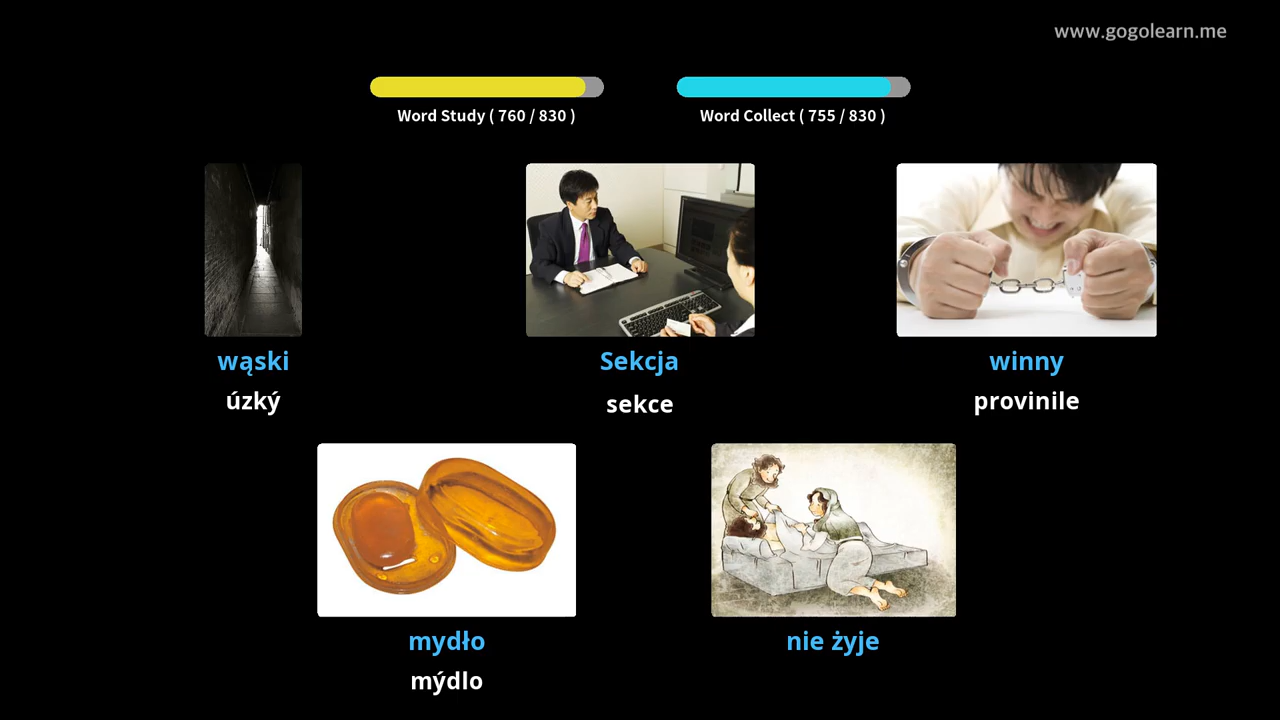 www.gogolearn.me
Word Study ( 760 / 830 )
Word Collect ( 755 / 830 )
wąski
úzký
Sekcja
sekce
winny
provinile
mydło
mýdlo
nie żyje